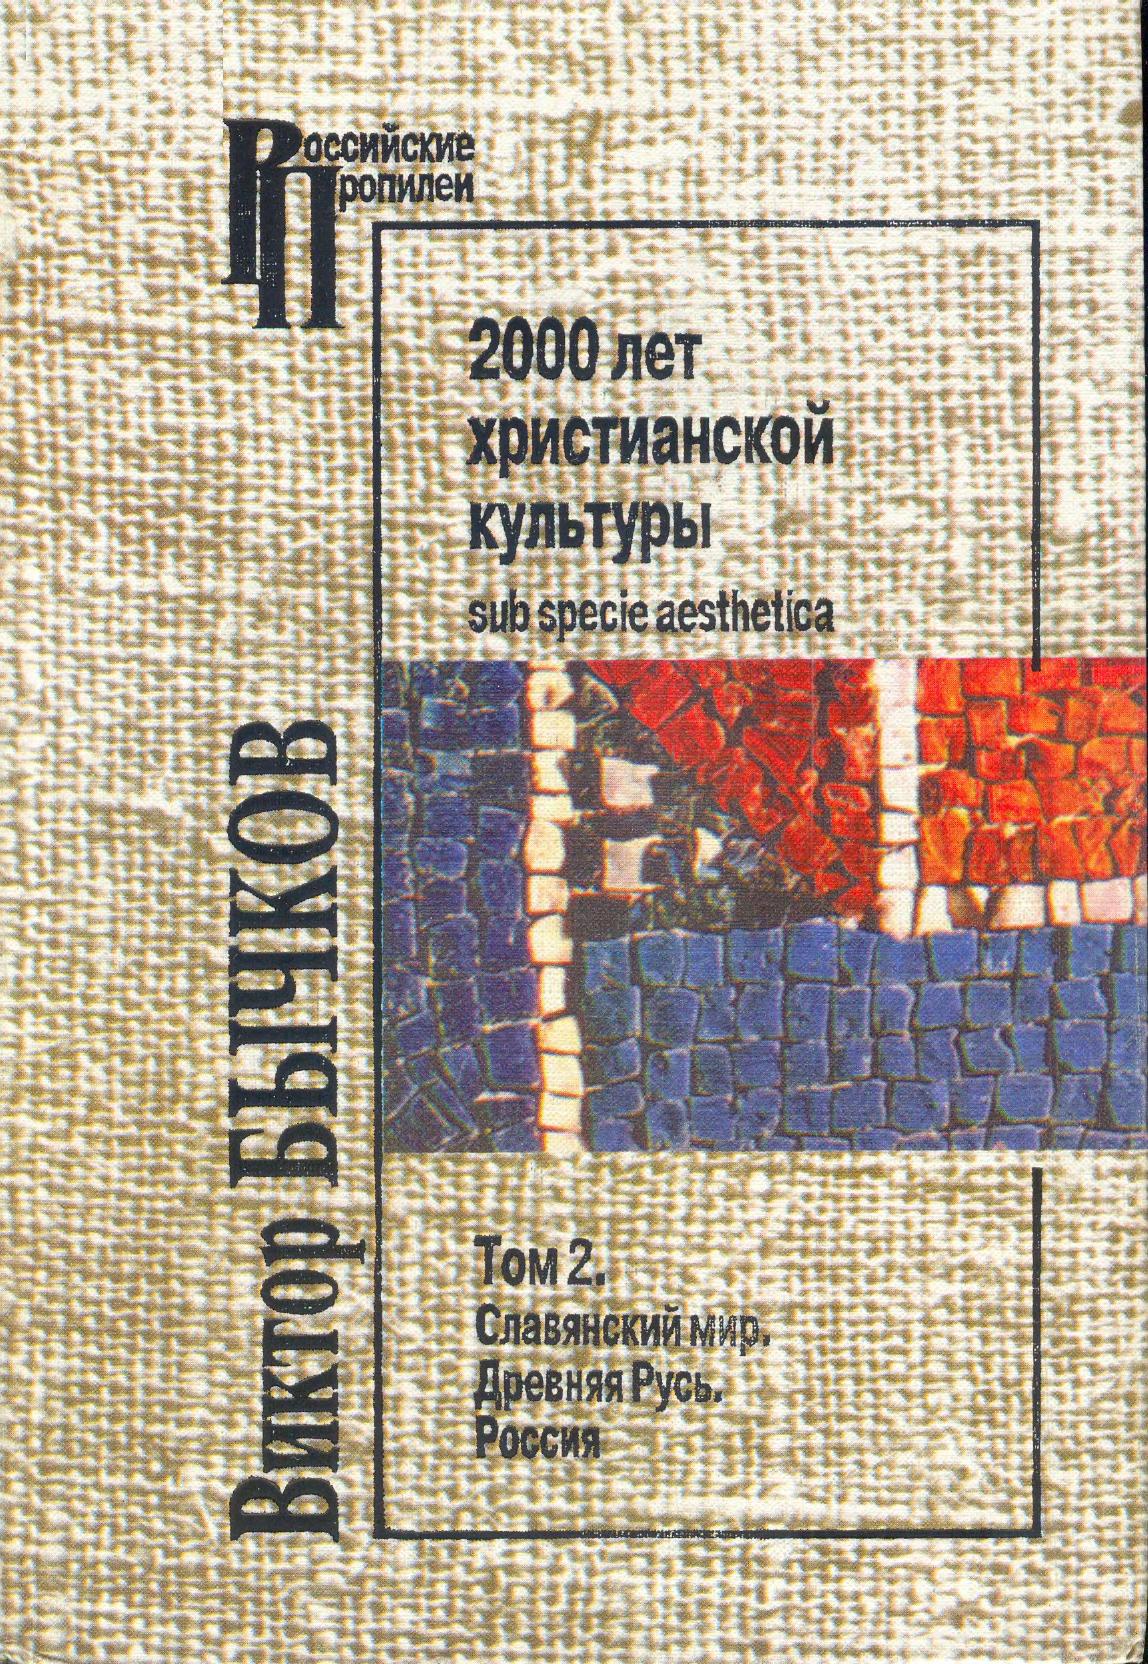 Российские
Пропилеи
2000 лет
христианской
культуры
sub specie aesthetica
Виктор БЫЧКОВ
Том 2.
Славянский мир.
Древняя Русь.
Россия